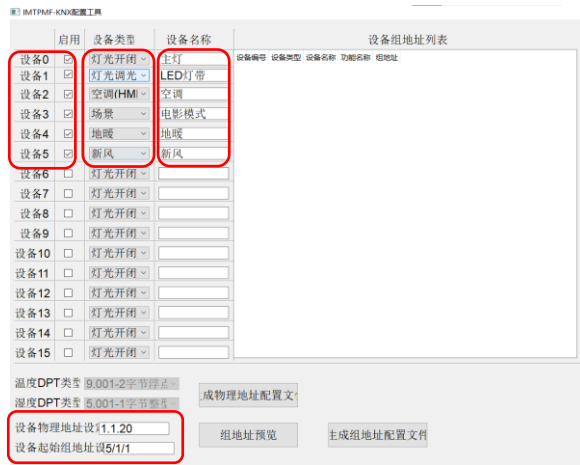 IMTPMF-KNX配置工具
启用 设备类型 设备名称 设备组地址列表
设备0 灯光开闭 主灯 设备编号 设备类型 设备名称 功能名称 组地址
设备1 灯光调光 LED灯带
设备2 空调(HMI 空调
设备3 场景 电影模式
设备4 地暖 地暖
设备5 新风 新风
设备6 灯光开闭
设备7 灯光开闭
设备8 灯光开闭
设备9 灯光开闭
设备10 灯光开闭
设备11 灯光开闭
设备12 灯光开闭
设备13 灯光开闭
设备14 灯光开闭
设备15 灯光开闭
温度DPT类型 9.001-2字节浮点
湿度DPT类型 5.001-1字节整型
成物理地址配置文
设备物理地址设 1.1.20
设备起始组地址设 5/1/1
组地址预览 生成组地址配置文件